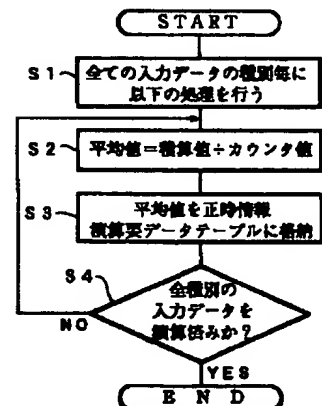 START
S1
全ての入力データの種別毎に
以下の処理を行う
S2
平均値=積算値÷カウンタ値
S3
平均値を正時情報
演算要データテーブルに格納
S4
全種別の
入力データを
演算済みか?
NO
YES
END